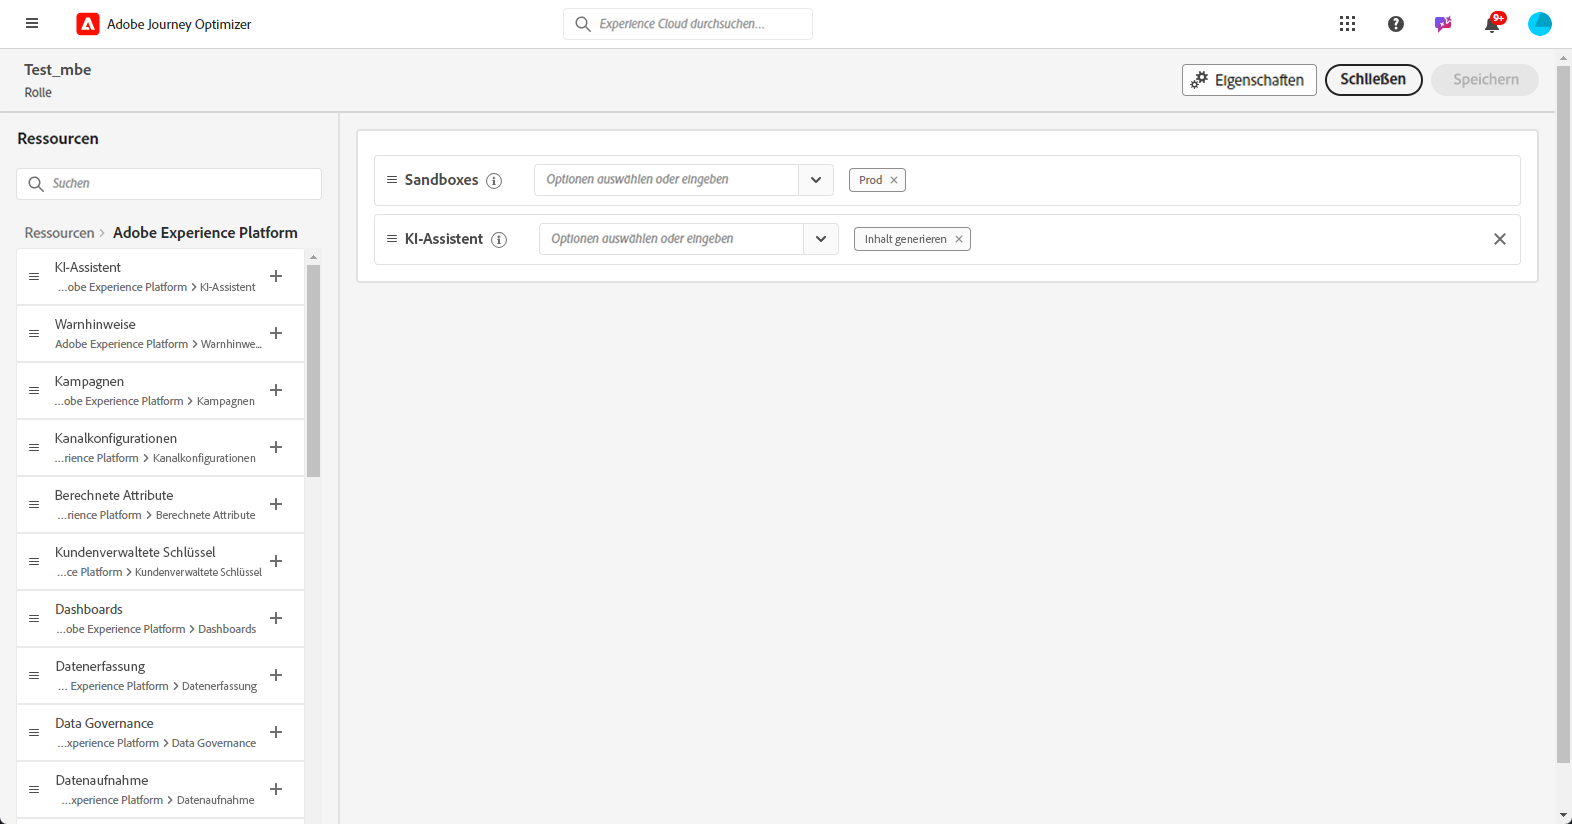 Adobe Journey Optimizer
Experience Cloud durchsuchen...
9+
Test_mbe
Rolle
Eigenschaften
Schließen
Speichern
Ressourcen
Suchen
Ressourcen > Adobe Experience Platform
KI-Assistent
...obe Experience Platform > KI-Assistent
Warnhinweise
Adobe Experience Platform > Warnhinwe...
Kampagnen
...obe Experience Platform > Kampagnen
Kanalkonfigurationen
...rience Platform > Kanalkonfigurationen
Berechnete Attribute
...rience Platform > Berechnete Attribute
Kundenverwaltete Schlüssel
...ce Platform > Kundenverwaltete Schlüssel
Dashboards
...obe Experience Platform > Dashboards
Datenerfassung
... Experience Platform > Datenerfassung
Data Governance
...xperience Platform > Data Governance
Datenaufnahme
...xperience Platform > Datenaufnahme
Sandboxes
Optionen auswählen oder eingeben
Prod
KI-Assistent
Optionen auswählen oder eingeben
Inhalt generieren